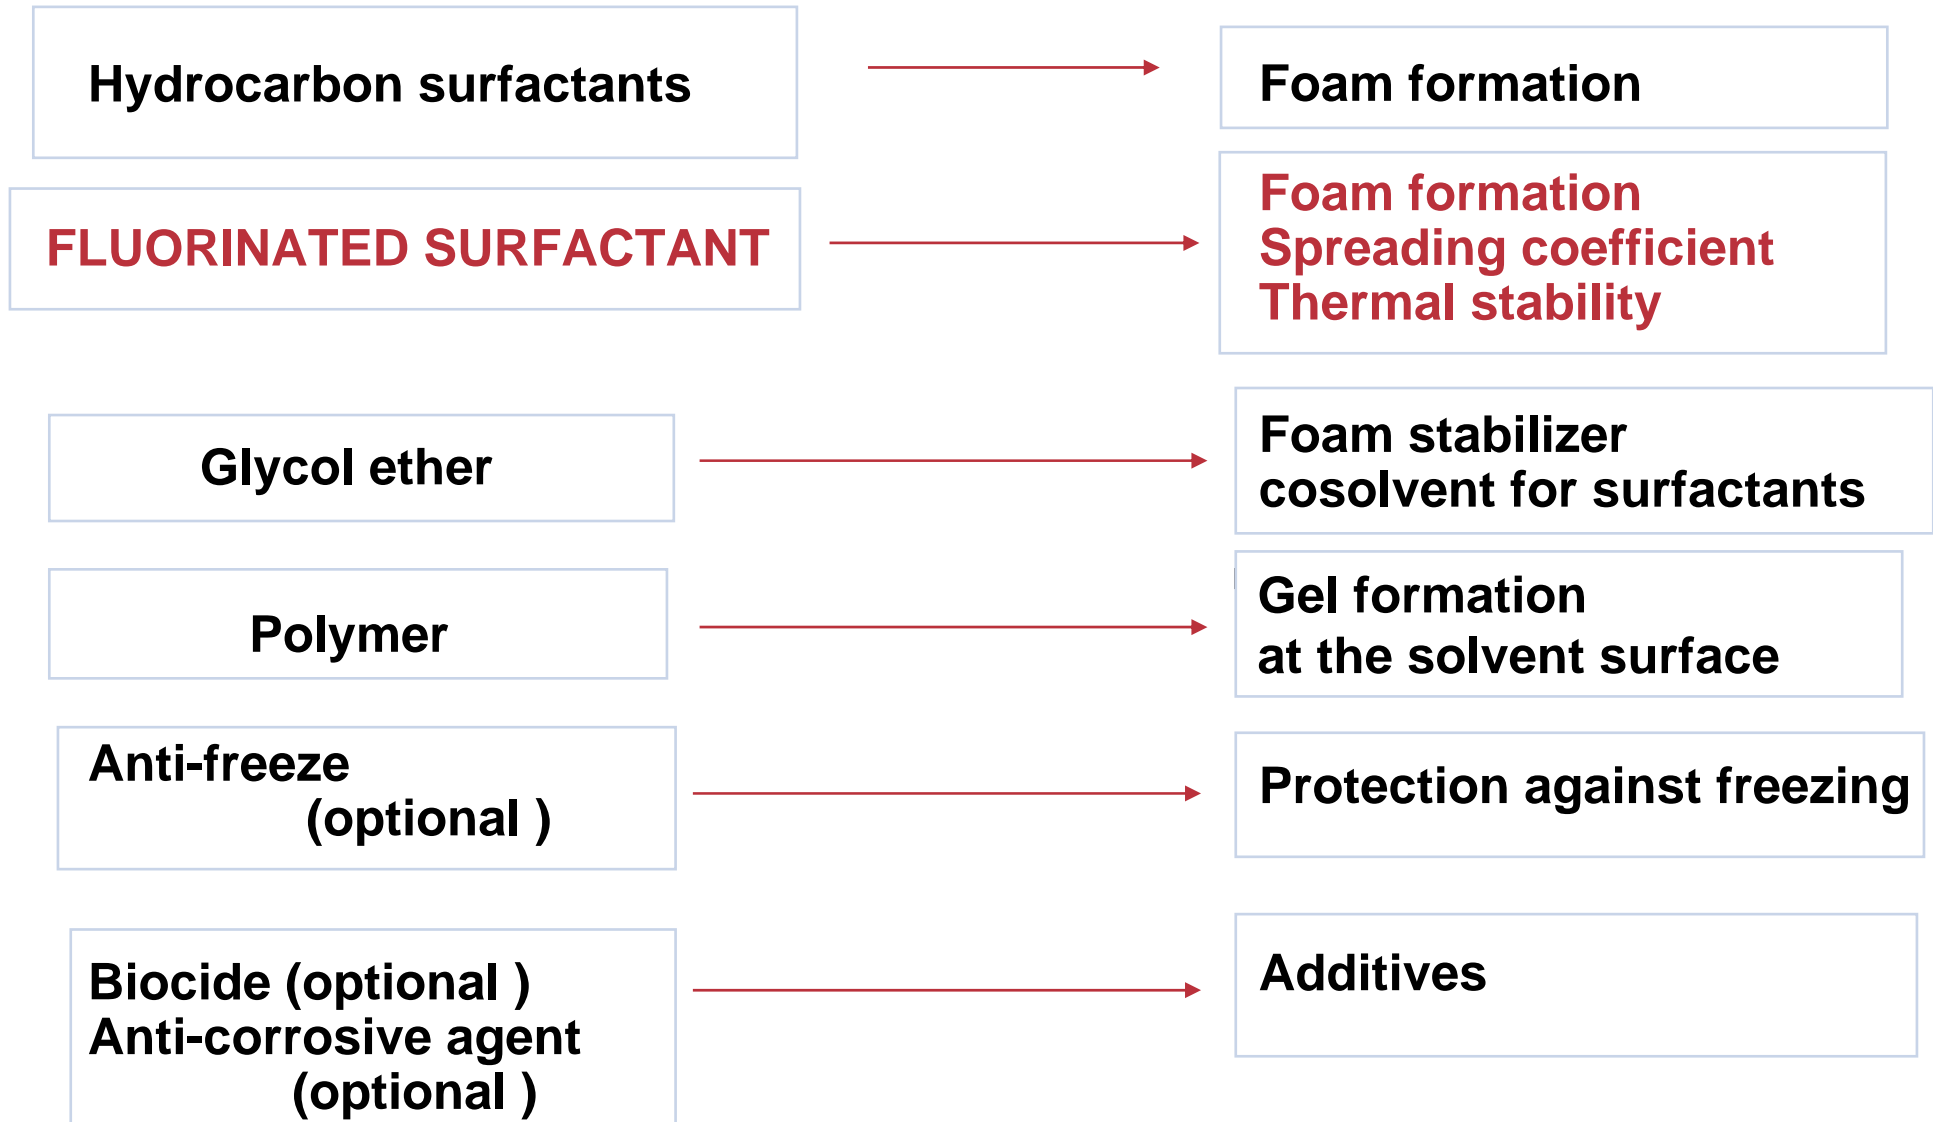 Hydrocarbon surfactants
Foam formation
FLUORINATED SURFACTANT
Foam formation
Spreading coefficient
Thermal stability
Glycol ether
Foam stabilizer
cosolvent for surfactants
Polymer
Gel formation
at the solvent surface
Anti-freeze
(optional )
Protection against freezing
Biocide (optional )
Anti-corrosive agent
(optional )
Additives